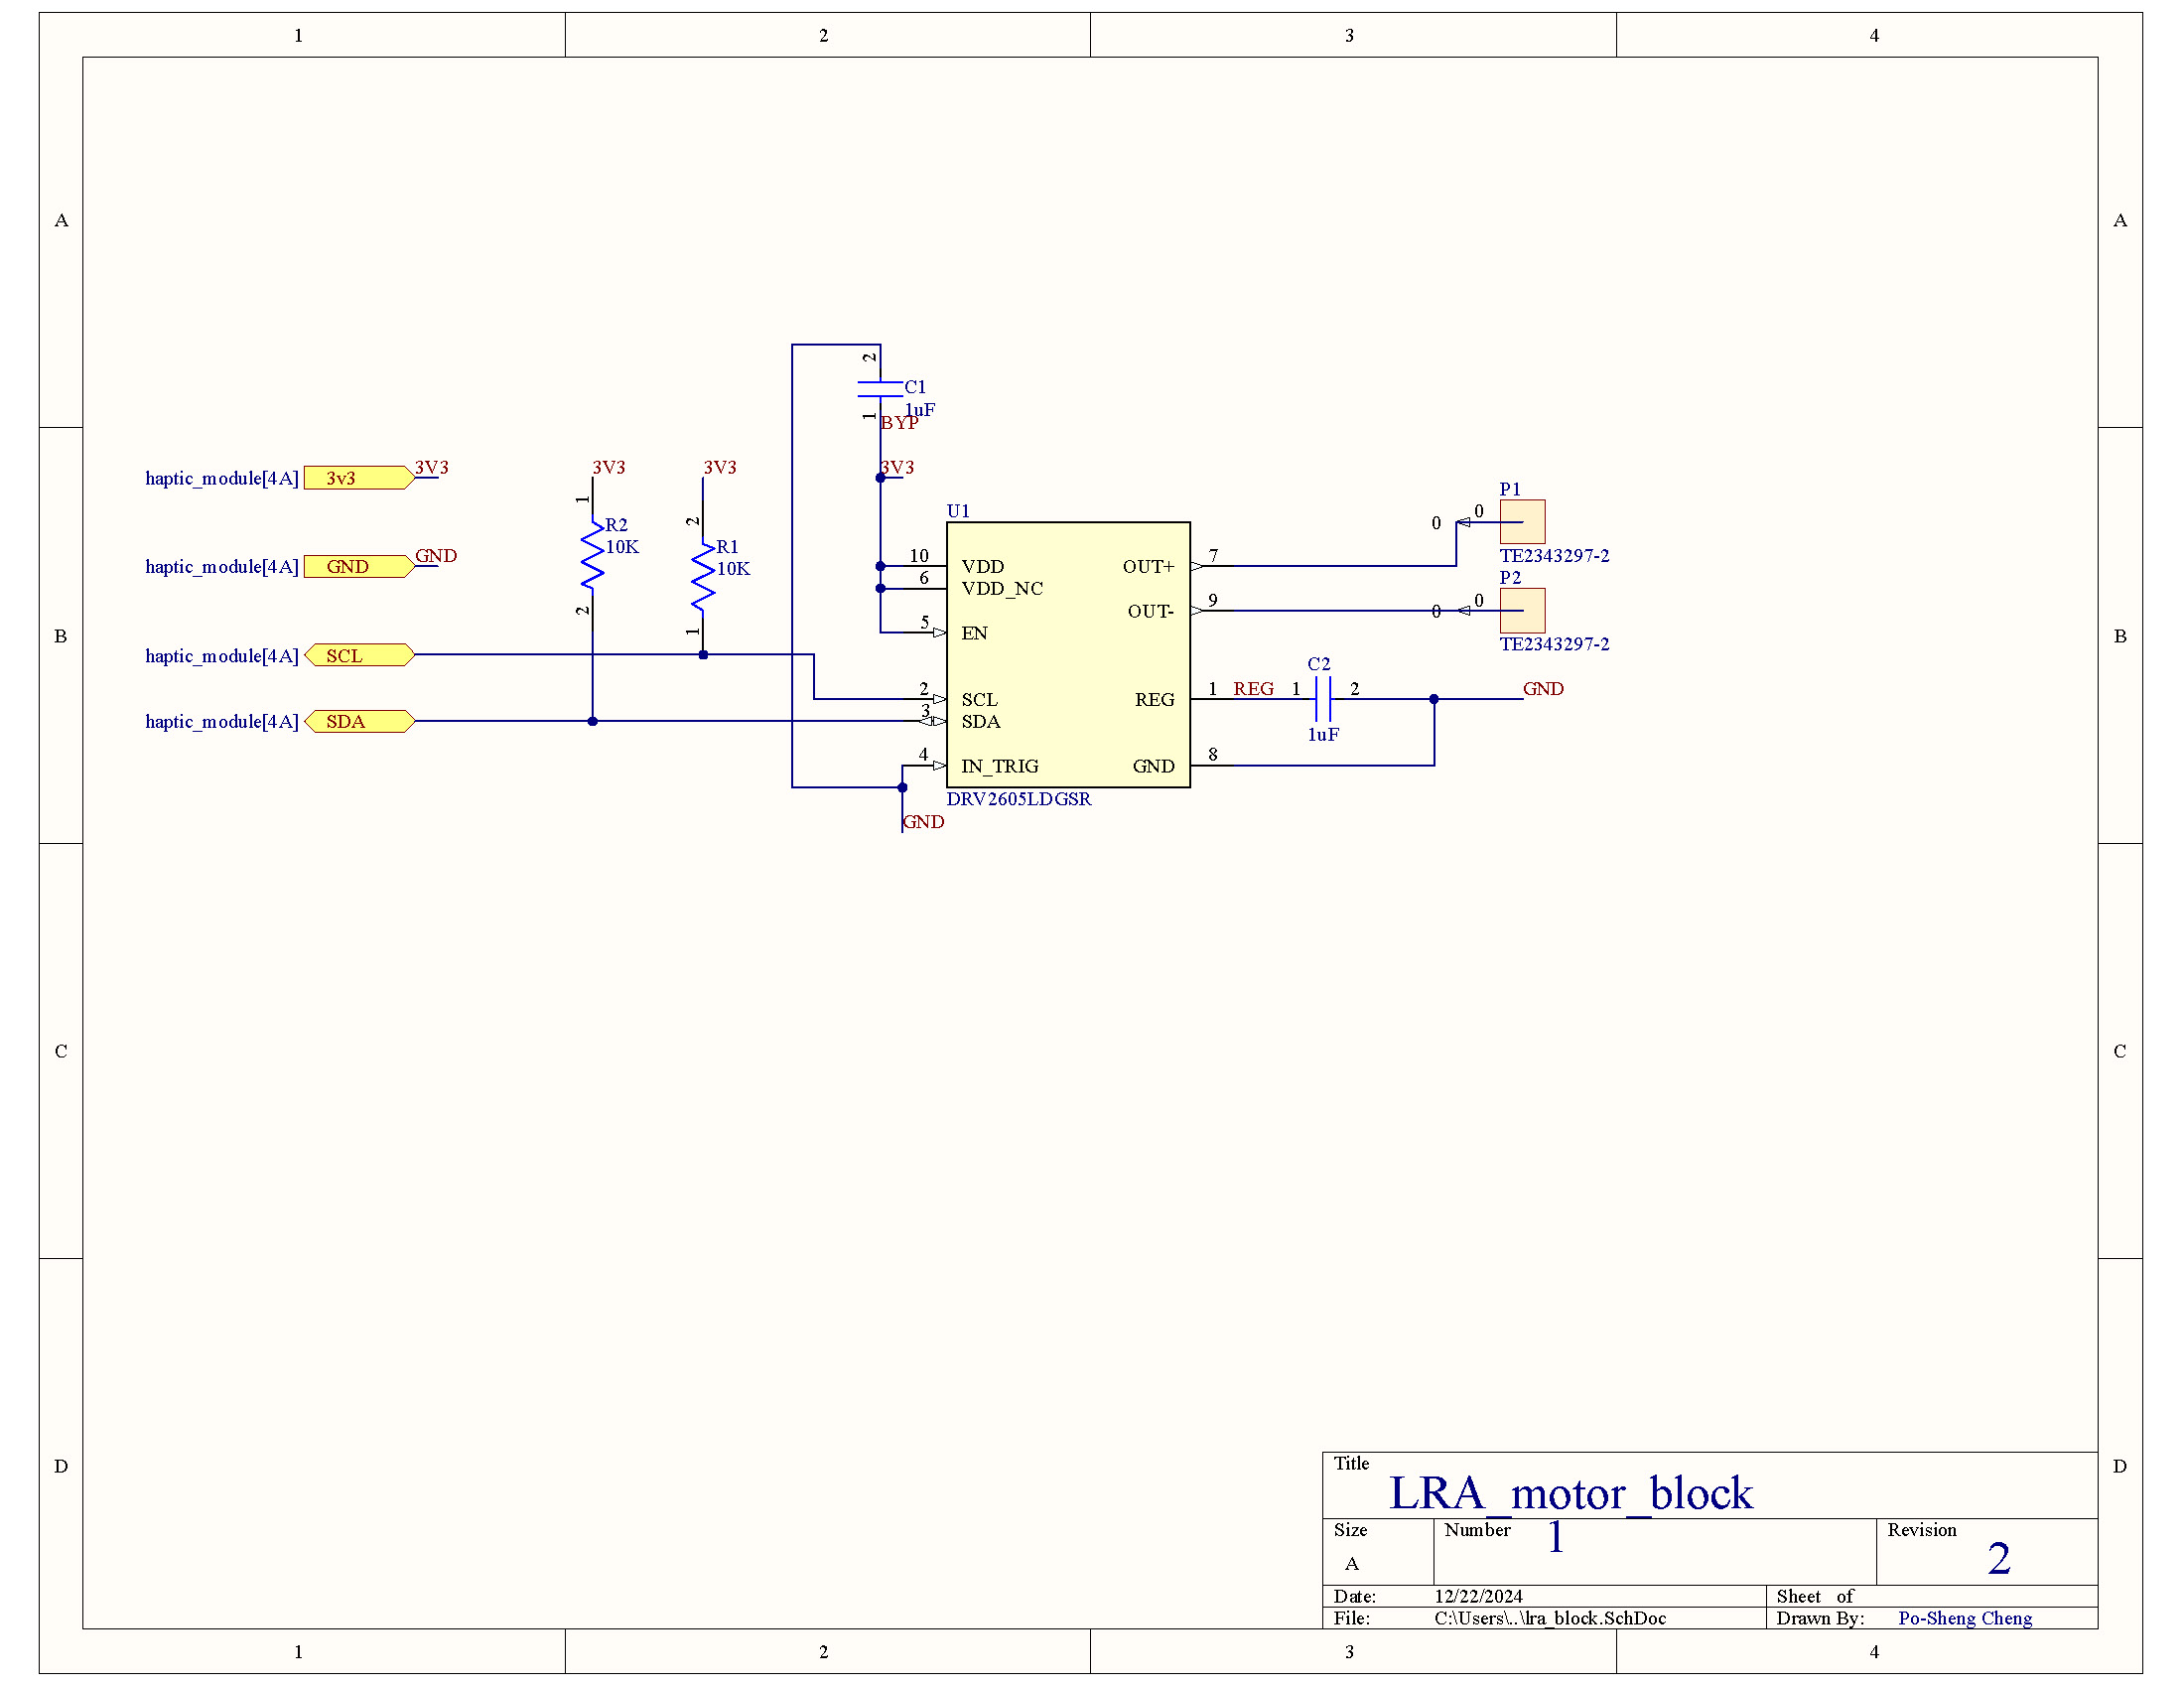 1 2 3 4
A A
2
C1
1uF
1
BYP
haptic_module[4A] 3v3 3V3
3V3
3V3
3V3
1
R2
10K
2
2
R1
10K
1
haptic_module[4A] GND GND
haptic_module[4A] SCL
haptic_module[4A] SDA
B B
U1
10 VDD
6 VDD_NC
5 EN
2 SCL
3 SDA
4 IN_TRIG
OUT+ 7
OUT- 9
REG 1
GND 8
DRV2605LDGSR
GND
P1
0 0
TE2343297-2
P2
0 0
TE2343297-2
C2
REG 1 2 GND
1uF
C C
D D
Title
LRA_motor_block
Size
A
Number 1
Revision
2
Date: 12/22/2024
Sheet of
File: C:\Users\..\lra_block.SchDoc
Drawn By: Po-Sheng Cheng
1 2 3 4